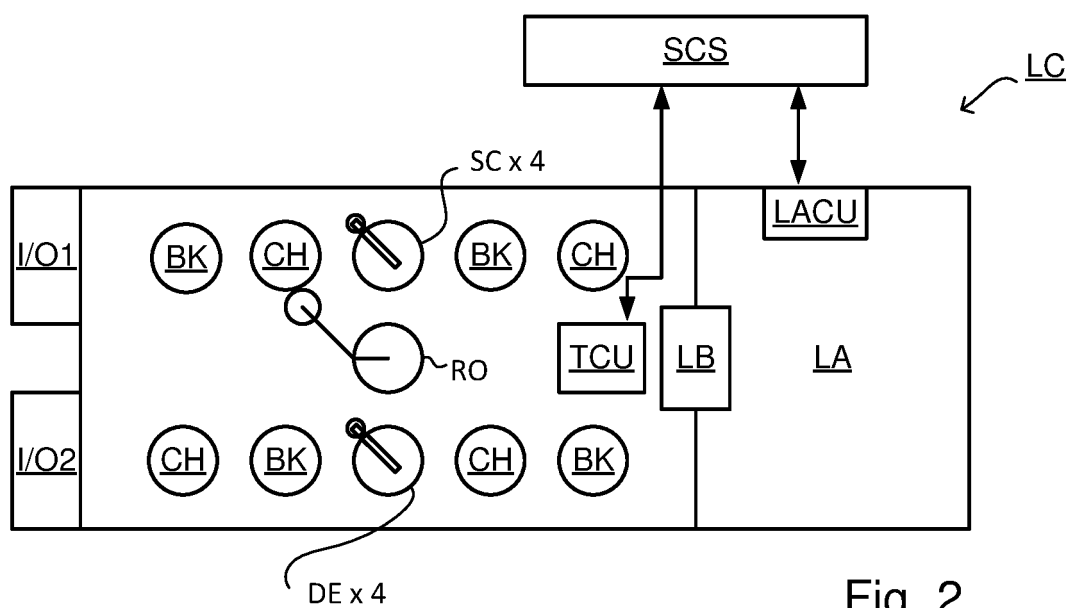 SCS
LC
SC x 4
LACU
I/O1
BK
CH
BK
CH
RO
TCU
LB
LA
I/O2
CH
BK
CH
BK
DE x 4
Fig. 2